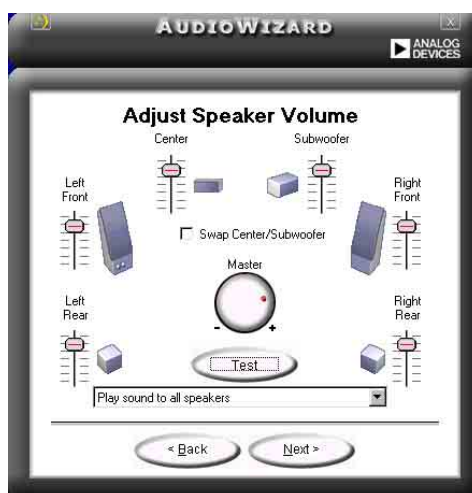 AUDIOWIZARD
ANALOG
DEVICES
Adjust Speaker Volume
Center
Subwoofer
Left
Front
Right
Front
Swap Center/Subwoofer
Master
Left
Rear
Right
Rear
- +
Test
Play sound to all speakers
< Back
Next >